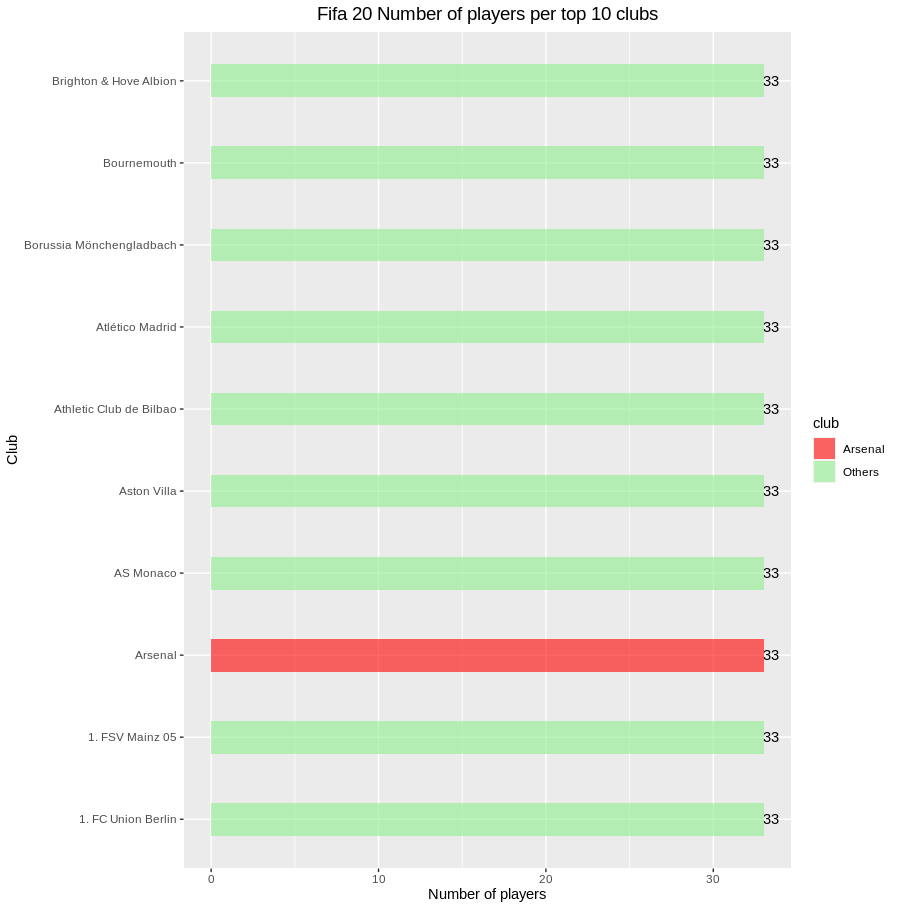 Fifa 20 Number of players per top 10 clubs
Brighton & Hove Albion 33
Bournemouth 33
Borussia Mönchengladbach 33
Atlético Madrid 33
Athletic Club de Bilbao 33
Aston Villa 33
AS Monaco 33
Arsenal 33
1. FSV Mainz 05 33
1. FC Union Berlin 33
Club
0 10 20 30
Number of players
club
Arsenal
Others